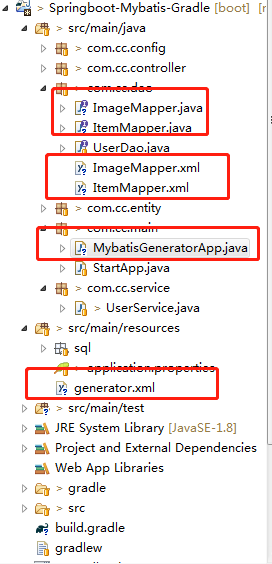 > Springboot-Mybatis-Gradle [boot] [
> src/main/java
> com.cc.config
> com.cc.controller
> com.cc.dao
> ImageMapper.java
> ItemMapper.java
> UserDao.java
> ImageMapper.xml
> ItemMapper.xml
> com.cc.entity
> com.cc.main
> MybatisGeneratorApp.java
> StartApp.java
> com.cc.service
> UserService.java
> src/main/resources
> sql
> application.properties
generator.xml
> src/main/test
JRE System Library [JavaSE-1.8]
Project and External Dependencies
Web App Libraries
> gradle
> src
build.gradle
gradlew